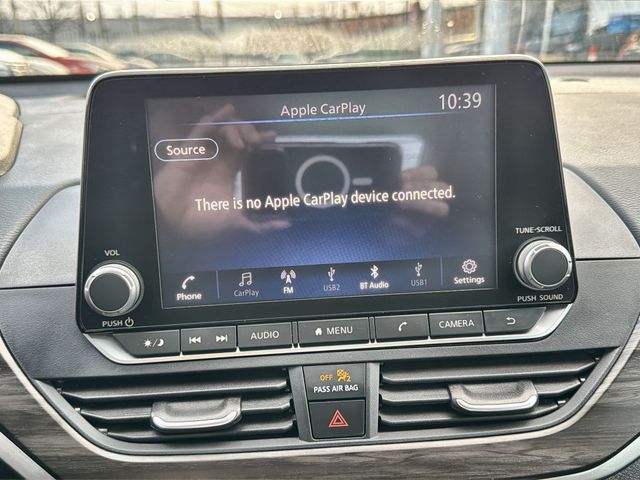 Apple CarPlay
10:39
Source
There is no Apple CarPlay device connected.
Phone
CarPlay
FM
USB2
BT Audio
USB1
Settings
VOL
PUSH
TUNE-SCROLL
PUSH SOUND
AUDIO
MENU
CAMERA
OFF
2
PASS AIR BAG